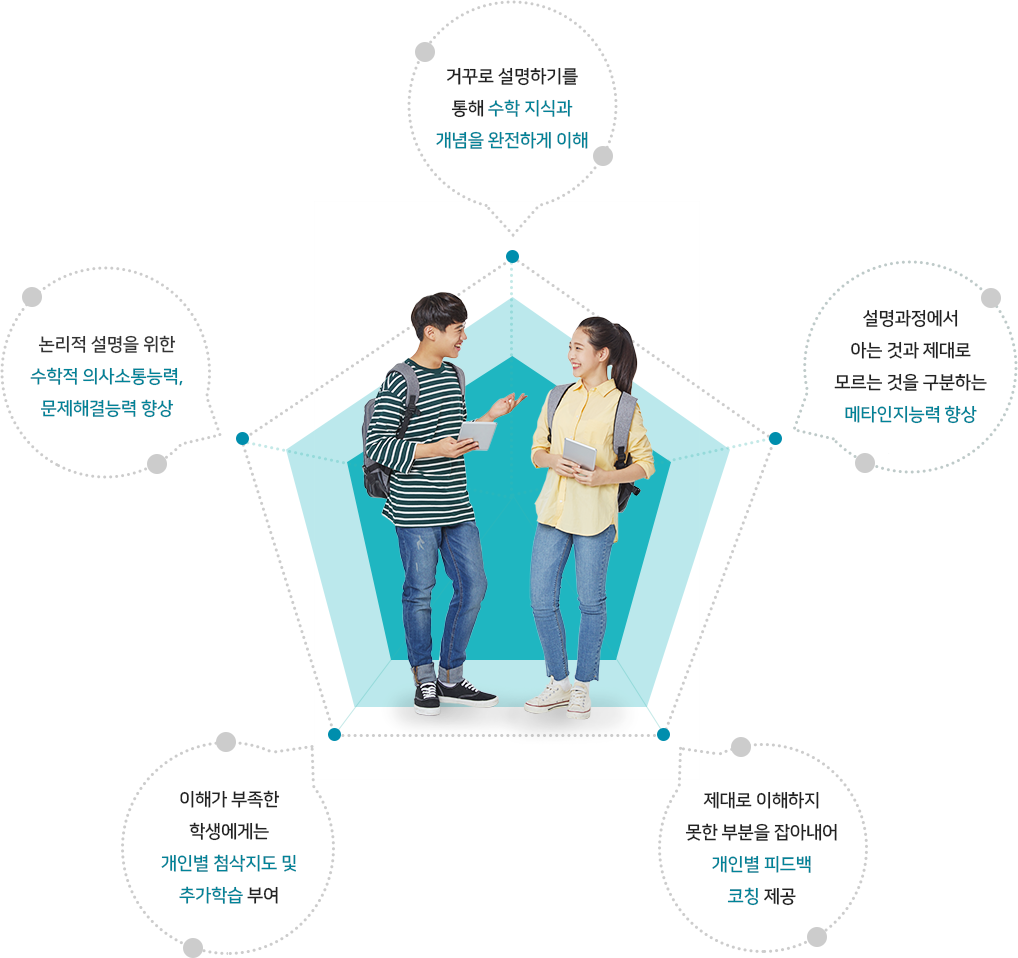 거꾸로 설명하기를
통해 수학 지식과
개념을 완전하게 이해
논리적 설명을 위한
수학적 의사소통능력,
문제해결능력 향상
설명과정에서
아는 것과 제대로
모르는 것을 구분하는
메타인지능력 향상
이해가 부족한
학생에게는
개인별 첨삭지도 및
추가학습 부여
제대로 이해하지
못한 부분을 잡아내어
개인별 피드백
코칭 제공